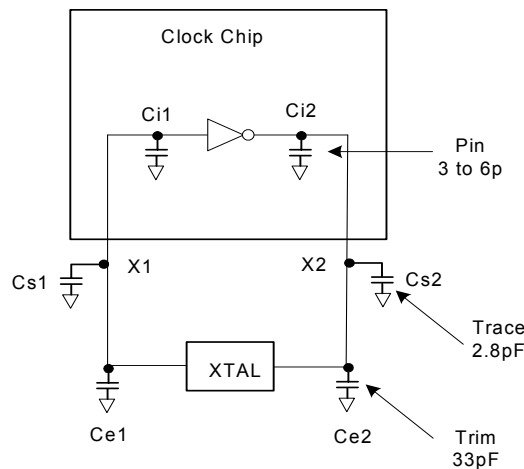 Clock Chip
Ci1
Ci2
Pin
3 to 6p
Cs1
X1
X2
Cs2
Trace
2.8pF
XTAL
Ce1
Ce2
Trim
33pF